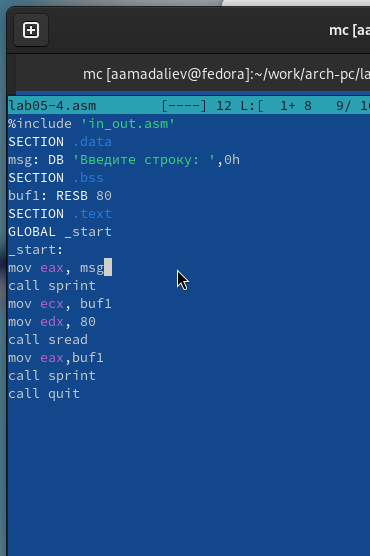 mc [aa
mc [aamadaliev@fedora]:~/work/arch-pc/la
lab05-4.asm [----] 12 L:[ 1+ 8 9/ 1
%include 'in_out.asm'
SECTION .data
msg: DB 'Введите строку: ',0h
SECTION .bss
buf1: RESB 80
SECTION .text
GLOBAL _start
_start:
mov eax, msg
call sprint
mov ecx, buf1
mov edx, 80
call sread
mov eax,buf1
call sprint
call quit